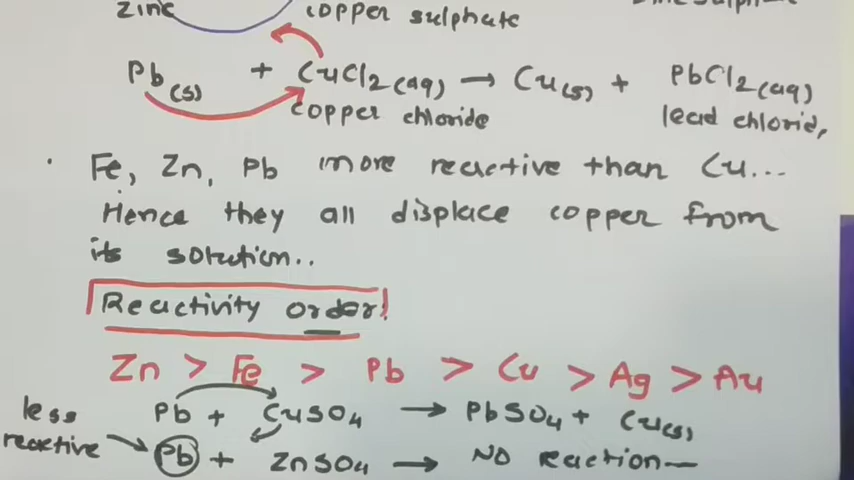 zinc copper sulphate
Pb(s) + CuCl2(aq) → Cu(s) + PbCl2(aq)
copper chloride lead chlorid,
· Fe, Zn, Pb more reactive than Cu...
Hence they all displace copper from
its solution..
Reactivity order!
Zn > Fe > Pb > Cu > Ag > Au
Pb + CuSO4 → PbSO4 + Cu(s)
less reactive → Pb + ZnSO4 → NO Reaction